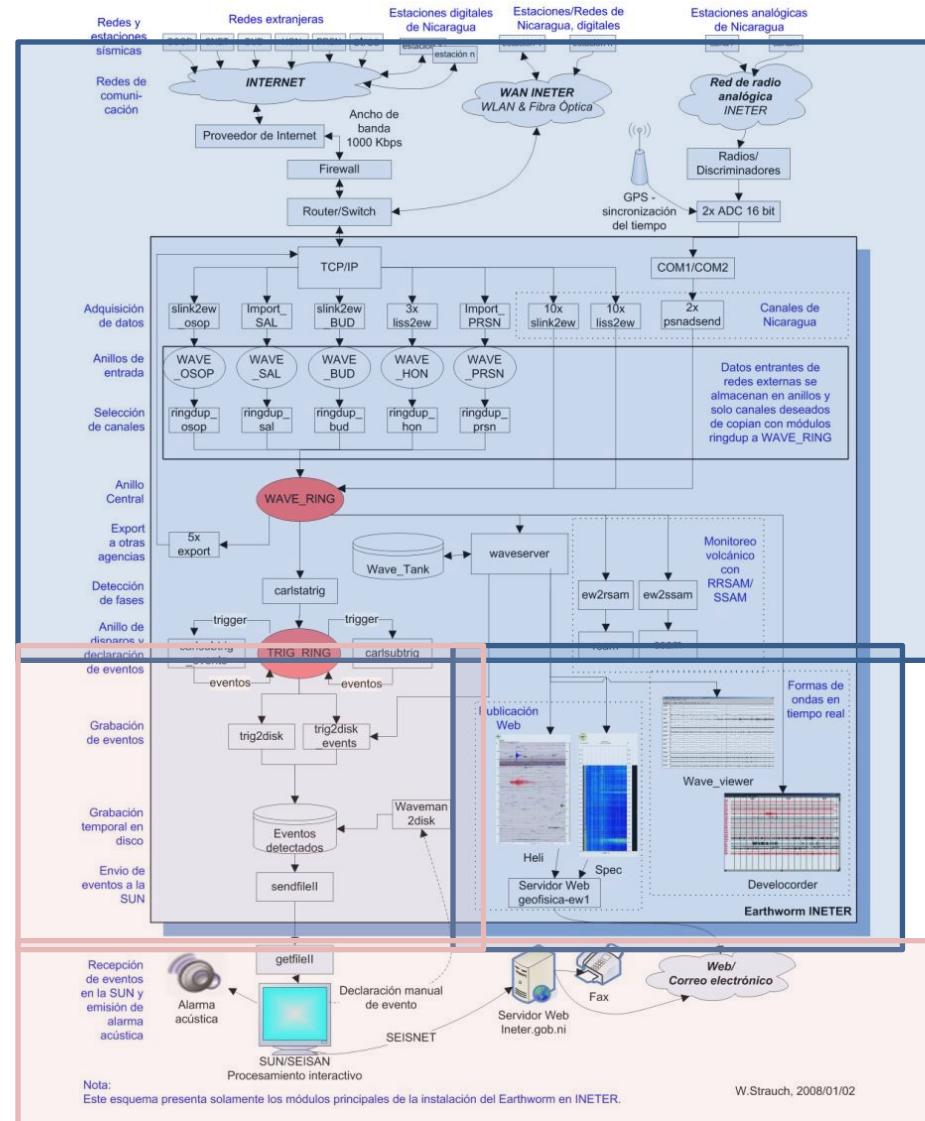 Redes y
estaciones
sísmicas
Redes extranjeras
Estaciones digitales
de Nicaragua
Estaciones/Redes de
Nicaragua, digitales
Estaciones analógicas
de Nicaragua
estación n
Redes de
comuni-
cación
INTERNET
WAN INETER
WLAN & Fibra Óptica
Red de radio
analógica
INETER
Proveedor de Internet
Ancho de
banda
1000 Kbps
Firewall
Router/Switch
Radios/
Discriminadores
GPS -
sincronización
del tiempo
2x ADC 16 bit
TCP/IP
COM1/COM2
Adquisición
de datos
slink2ew
_osop
Import_
SAL
slink2ew
_BUD
3x
liss2ew
Import_
PRSN
10x
slink2ew
10x
liss2ew
2x
psnadsend
Canales de
Nicaragua
Anillos de
entrada
WAVE
_OSOP
WAVE
_SAL
WAVE
_BUD
WAVE
_HON
WAVE
_PRSN
Datos entrantes de
redes externas se
almacenan en anillos y
solo canales deseados
de copian con módulos
ringdup a WAVE_RING
Selección
de canales
ringdup_
osop
ringdup_
sal
ringdup_
bud
ringdup_
hon
ringdup_
prsn
Anillo
Central
WAVE_RING
Export
a otras
agencias
5x
export
Wave_Tank
waveserver
Monitoreo
volcánico
con
RRSAM/
SSAM
Detección
de fases
carlstatrig
ew2rsam
ew2ssam
Anillo de
disparos y
declaración
de eventos
trigger
trigger
TRIG_RING
carlsubtrig
eventos
eventos
Grabación
de eventos
trig2disk
trig2disk
_events
Publicación
Web
Formas de
ondas en
tiempo real
Wave_viewer
Grabación
temporal en
disco
Eventos
detectados
Waveman
2disk
Heli
Spec
Develocorder
Envio de
eventos a la
SUN
sendfileII
Servidor Web
geofisica-ew1
Earthworm INETER
Recepción
de eventos
en la SUN y
emisión de
alarma
acústica
getfileII
Alarma
acústica
Declaración manual
de evento
SEISNET
Servidor Web
Ineter.gob.ni
Fax
Web/
Correo electrónico
SUN/SEISAN
Procesamiento interactivo
Nota:
Este esquema presenta solamente los módulos principales de la instalación del Earthworm en INETER.
W.Strauch, 2008/01/02